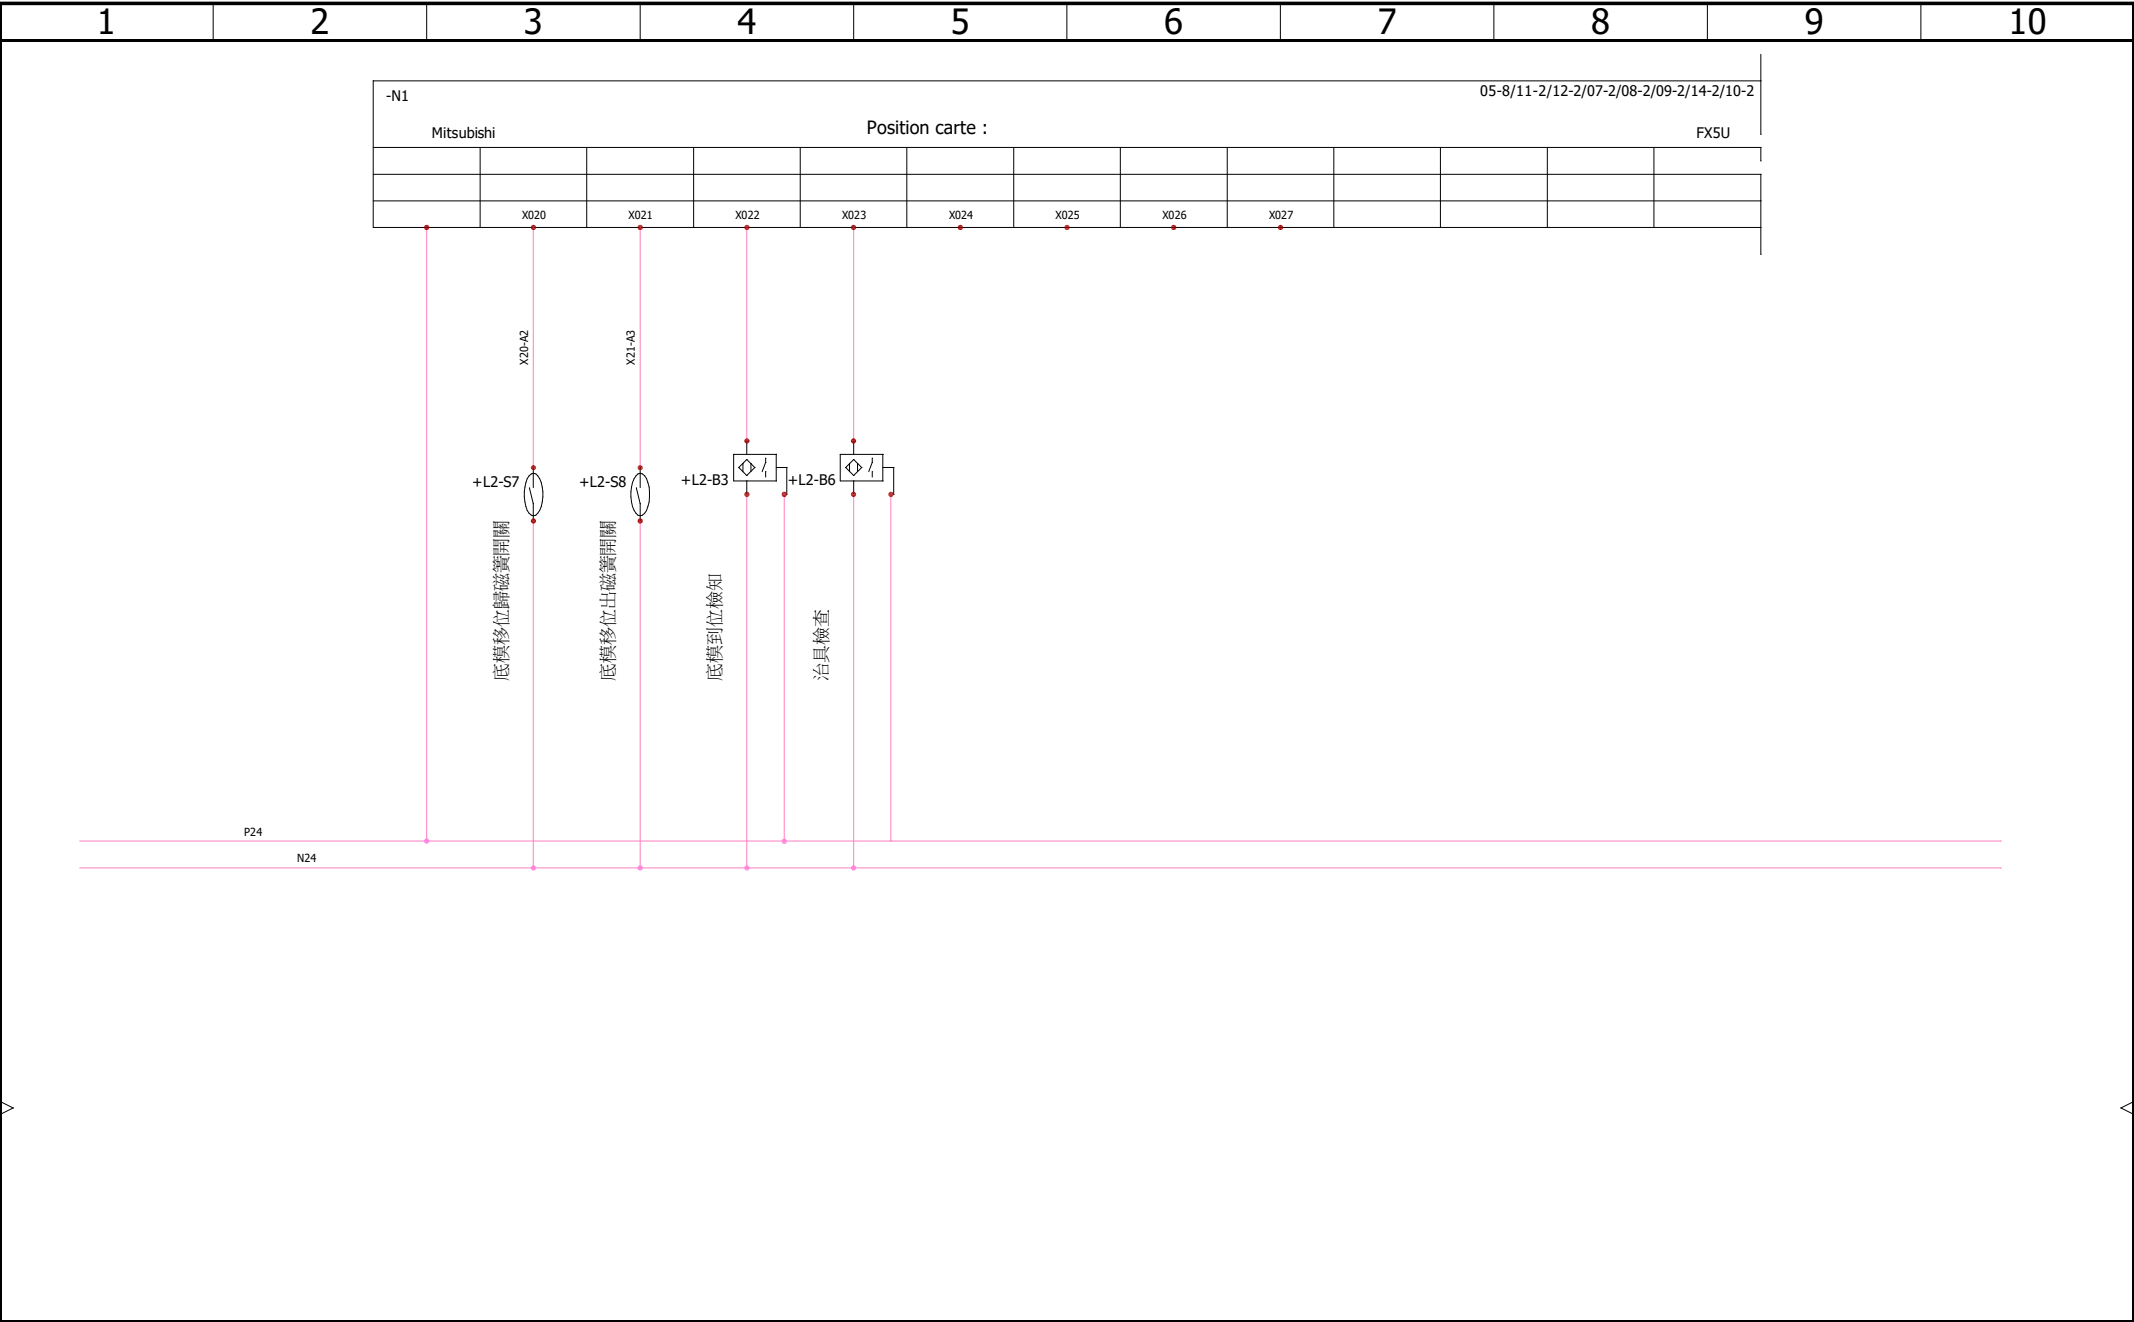 1 2 3 4 5 6 7 8 9 10
-N1 05-8/11-2/12-2/07-2/08-2/09-2/14-2/10-2
Mitsubishi Position carte : FX5U
X020 X021 X022 X023 X024 X025 X026 X027
X20-A2
X21-A3
+L2-S7
+L2-S8
+L2-B3
+L2-B6
底模移位歸磁簧開關
底模移位出磁簧開關
底模到位檢知
治具檢查
P24
N24